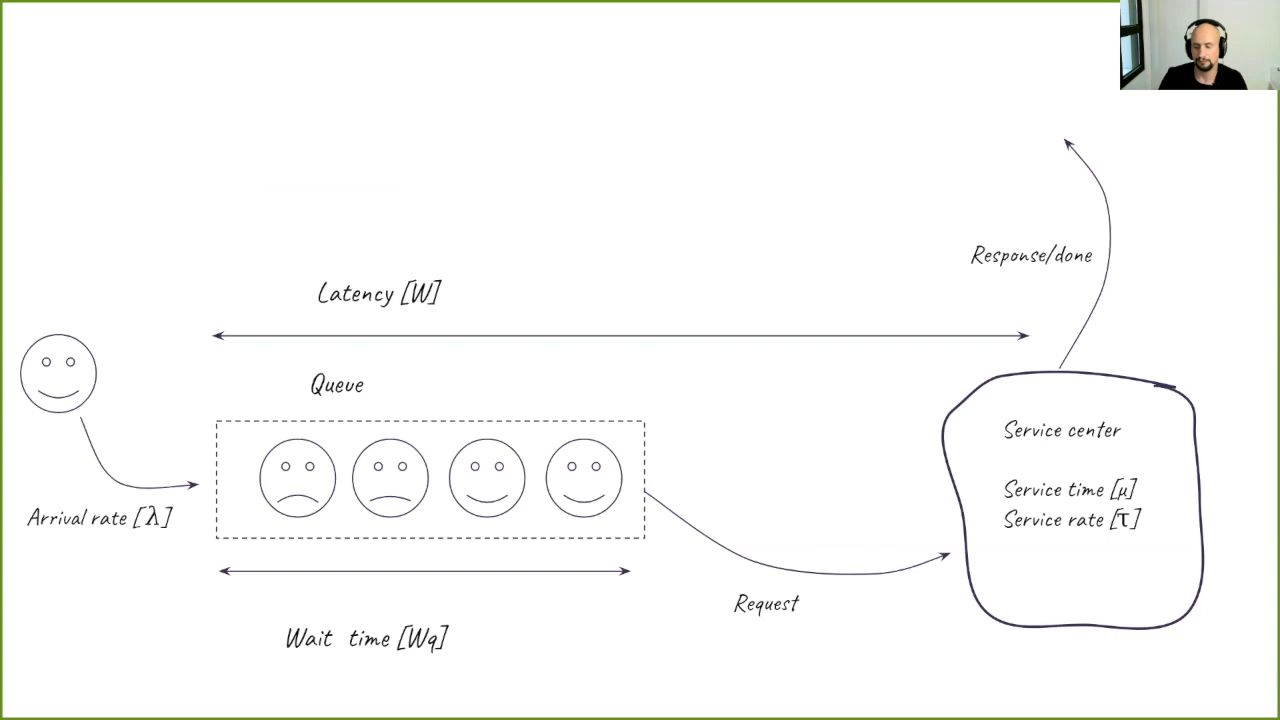 Response/done
Latency [W]
Queue
Service center
Service time [μ]
Service rate [τ]
Arrival rate [λ]
Request
Wait time [Wq]